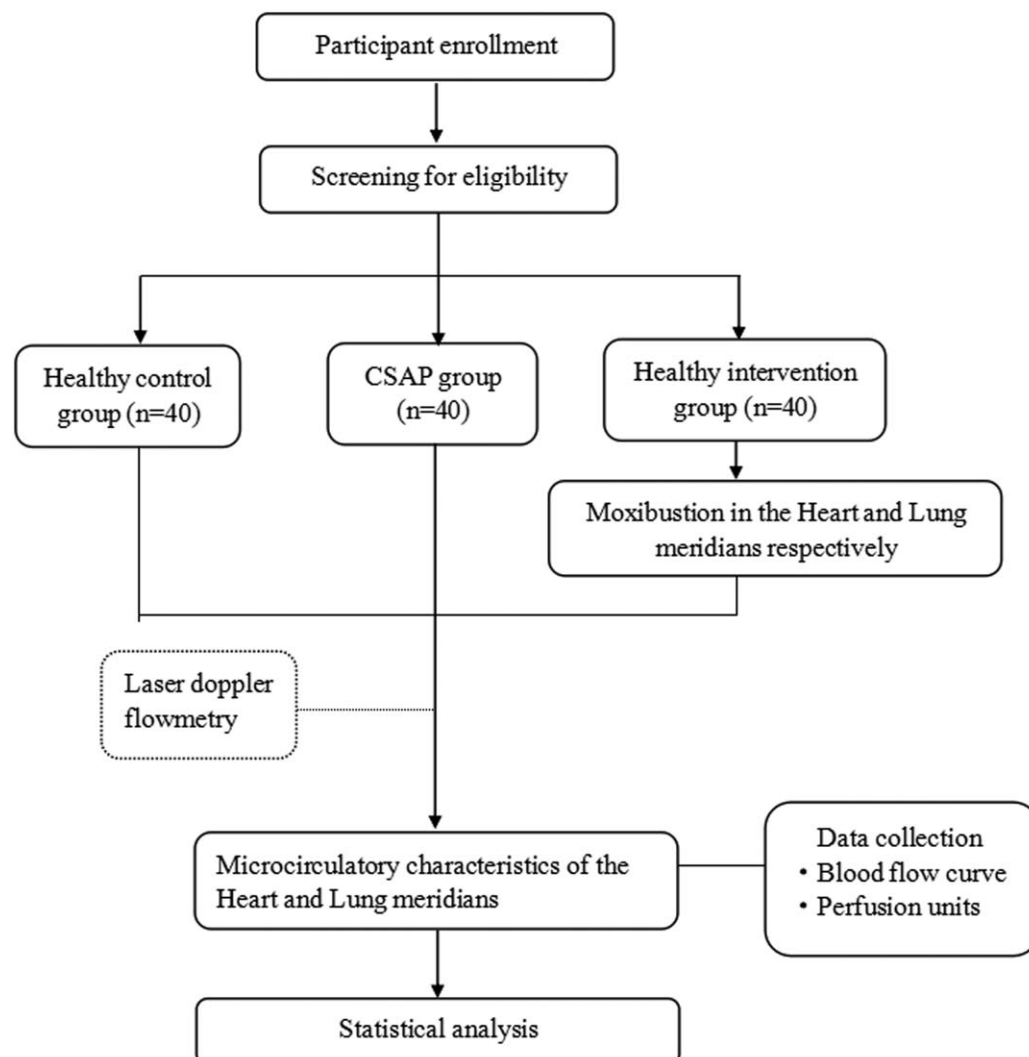 Participant enrollment
Screening for eligibility
Healthy control
group (n=40)
CSAP group
(n=40)
Healthy intervention
group (n=40)
Moxibustion in the Heart and Lung
meridians respectively
Laser doppler
flowmetry
Microcirculatory characteristics of the
Heart and Lung meridians
Data collection
• Blood flow curve
• Perfusion units
Statistical analysis